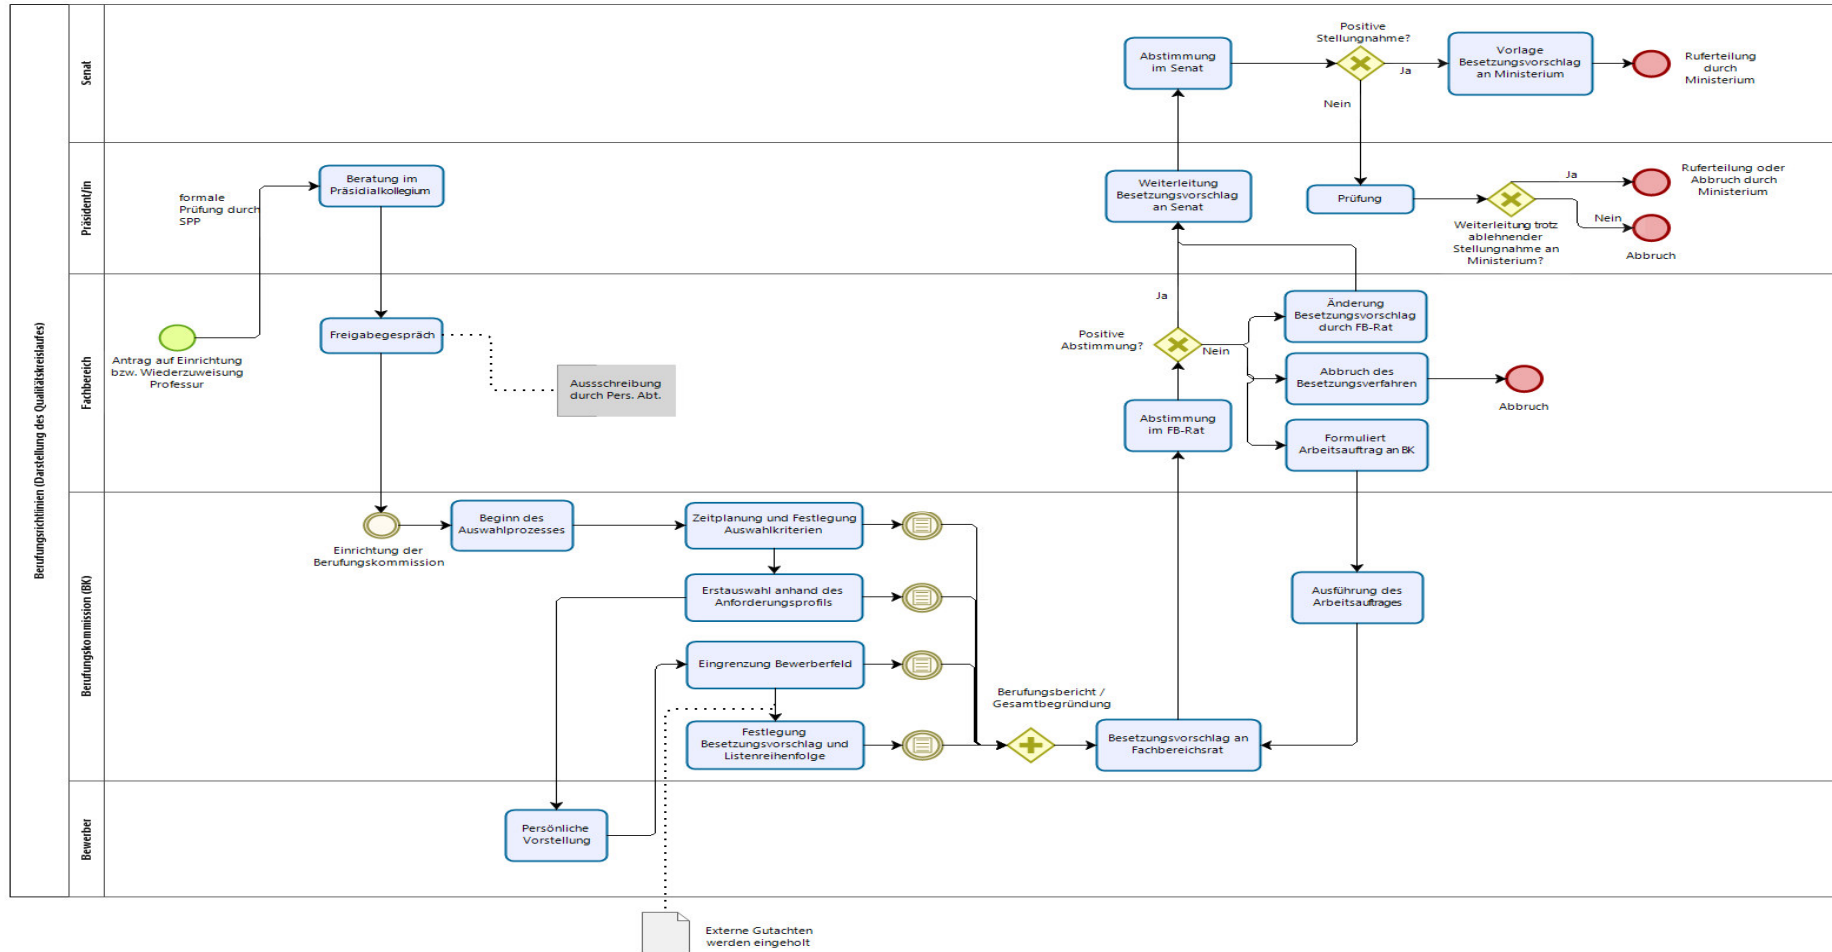 Berufungsrichtlinien (Darstellung des Qualitätskreislaufes)
Senat
Abstimmung
im Senat
Positive
Stellungnahme?
Ja
Nein
Vorlage
Besetzungsvorschlag
an Ministerium
Ruferteilung
durch
Ministerium
Präsident/in
formale
Prüfung durch
SPP
Beratung im
Präsidialkollegium
Weiterleitung
Besetzungsvorschlag
an Senat
Prüfung
Weiterleitung trotz
ablehnender
Stellungnahme an
Ministerium?
Ja
Ruferteilung oder
Abbruch durch
Ministerium
Nein
Abbruch
Fachbereich
Antrag auf Einrichtung
bzw. Wiederzuweisung
Professur
Freigabegespräch
Aussschreibung
durch Pers. Abt.
Ja
Positive
Abstimmung?
Nein
Abstimmung
im FB-Rat
Änderung
Besetzungsvorschlag
durch FB-Rat
Abbruch des
Besetzungsverfahren
Abbruch
Formuliert
Arbeitsauftrag an BK
Berufungskommission (BK)
Einrichtung der
Berufungskommission
Beginn des
Auswahlprozesses
Zeitplanung und Festlegung
Auswahlkriterien
Erstauswahl anhand des
Anforderungsprofils
Eingrenzung Bewerberfeld
Festlegung
Besetzungsvorschlag und
Listenreihenfolge
Berufungsbericht /
Gesamtbegründung
Besetzungsvorschlag an
Fachbereichsrat
Ausführung des
Arbeitsauftrages
Bewerber
Persönliche
Vorstellung
Externe Gutachten
werden eingeholt